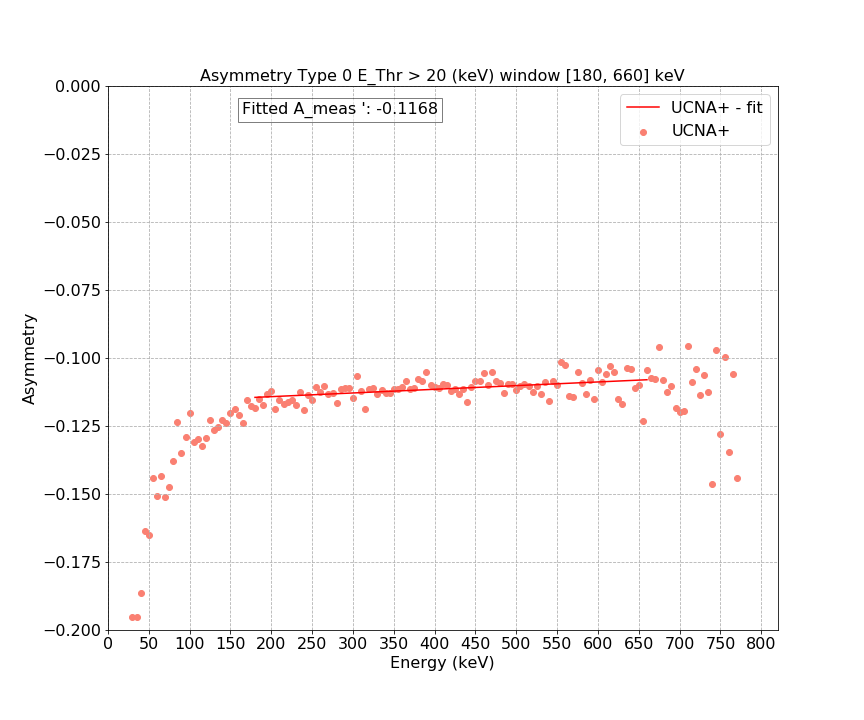 Asymmetry Type 0 E_Thr > 20 (keV) window [180, 660] keV
Fitted A_meas ': -0.1168
UCNA+ - fit
UCNA+
0.000
−0.025
−0.050
−0.075
−0.100
−0.125
−0.150
−0.175
−0.200
Asymmetry
0 50 100 150 200 250 300 350 400 450 500 550 600 650 700 750 800
Energy (keV)